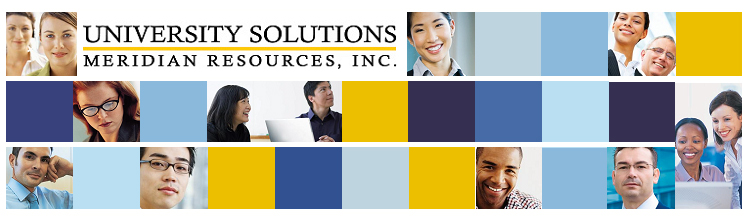 UNIVERSITY SOLUTIONS
MERIDIAN RESOURCES, INC.